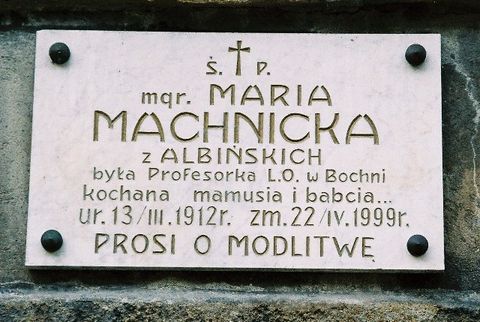 Ś. † P.
mgr. MARIA
MACHNICKA
z ALBIŃSKICH
była Profesorka L.O. w Bochni
kochana mamusia i babcia...
ur. 13/III.1912r. zm. 22/IV.1999r.
PROSI O MODLITWĘ